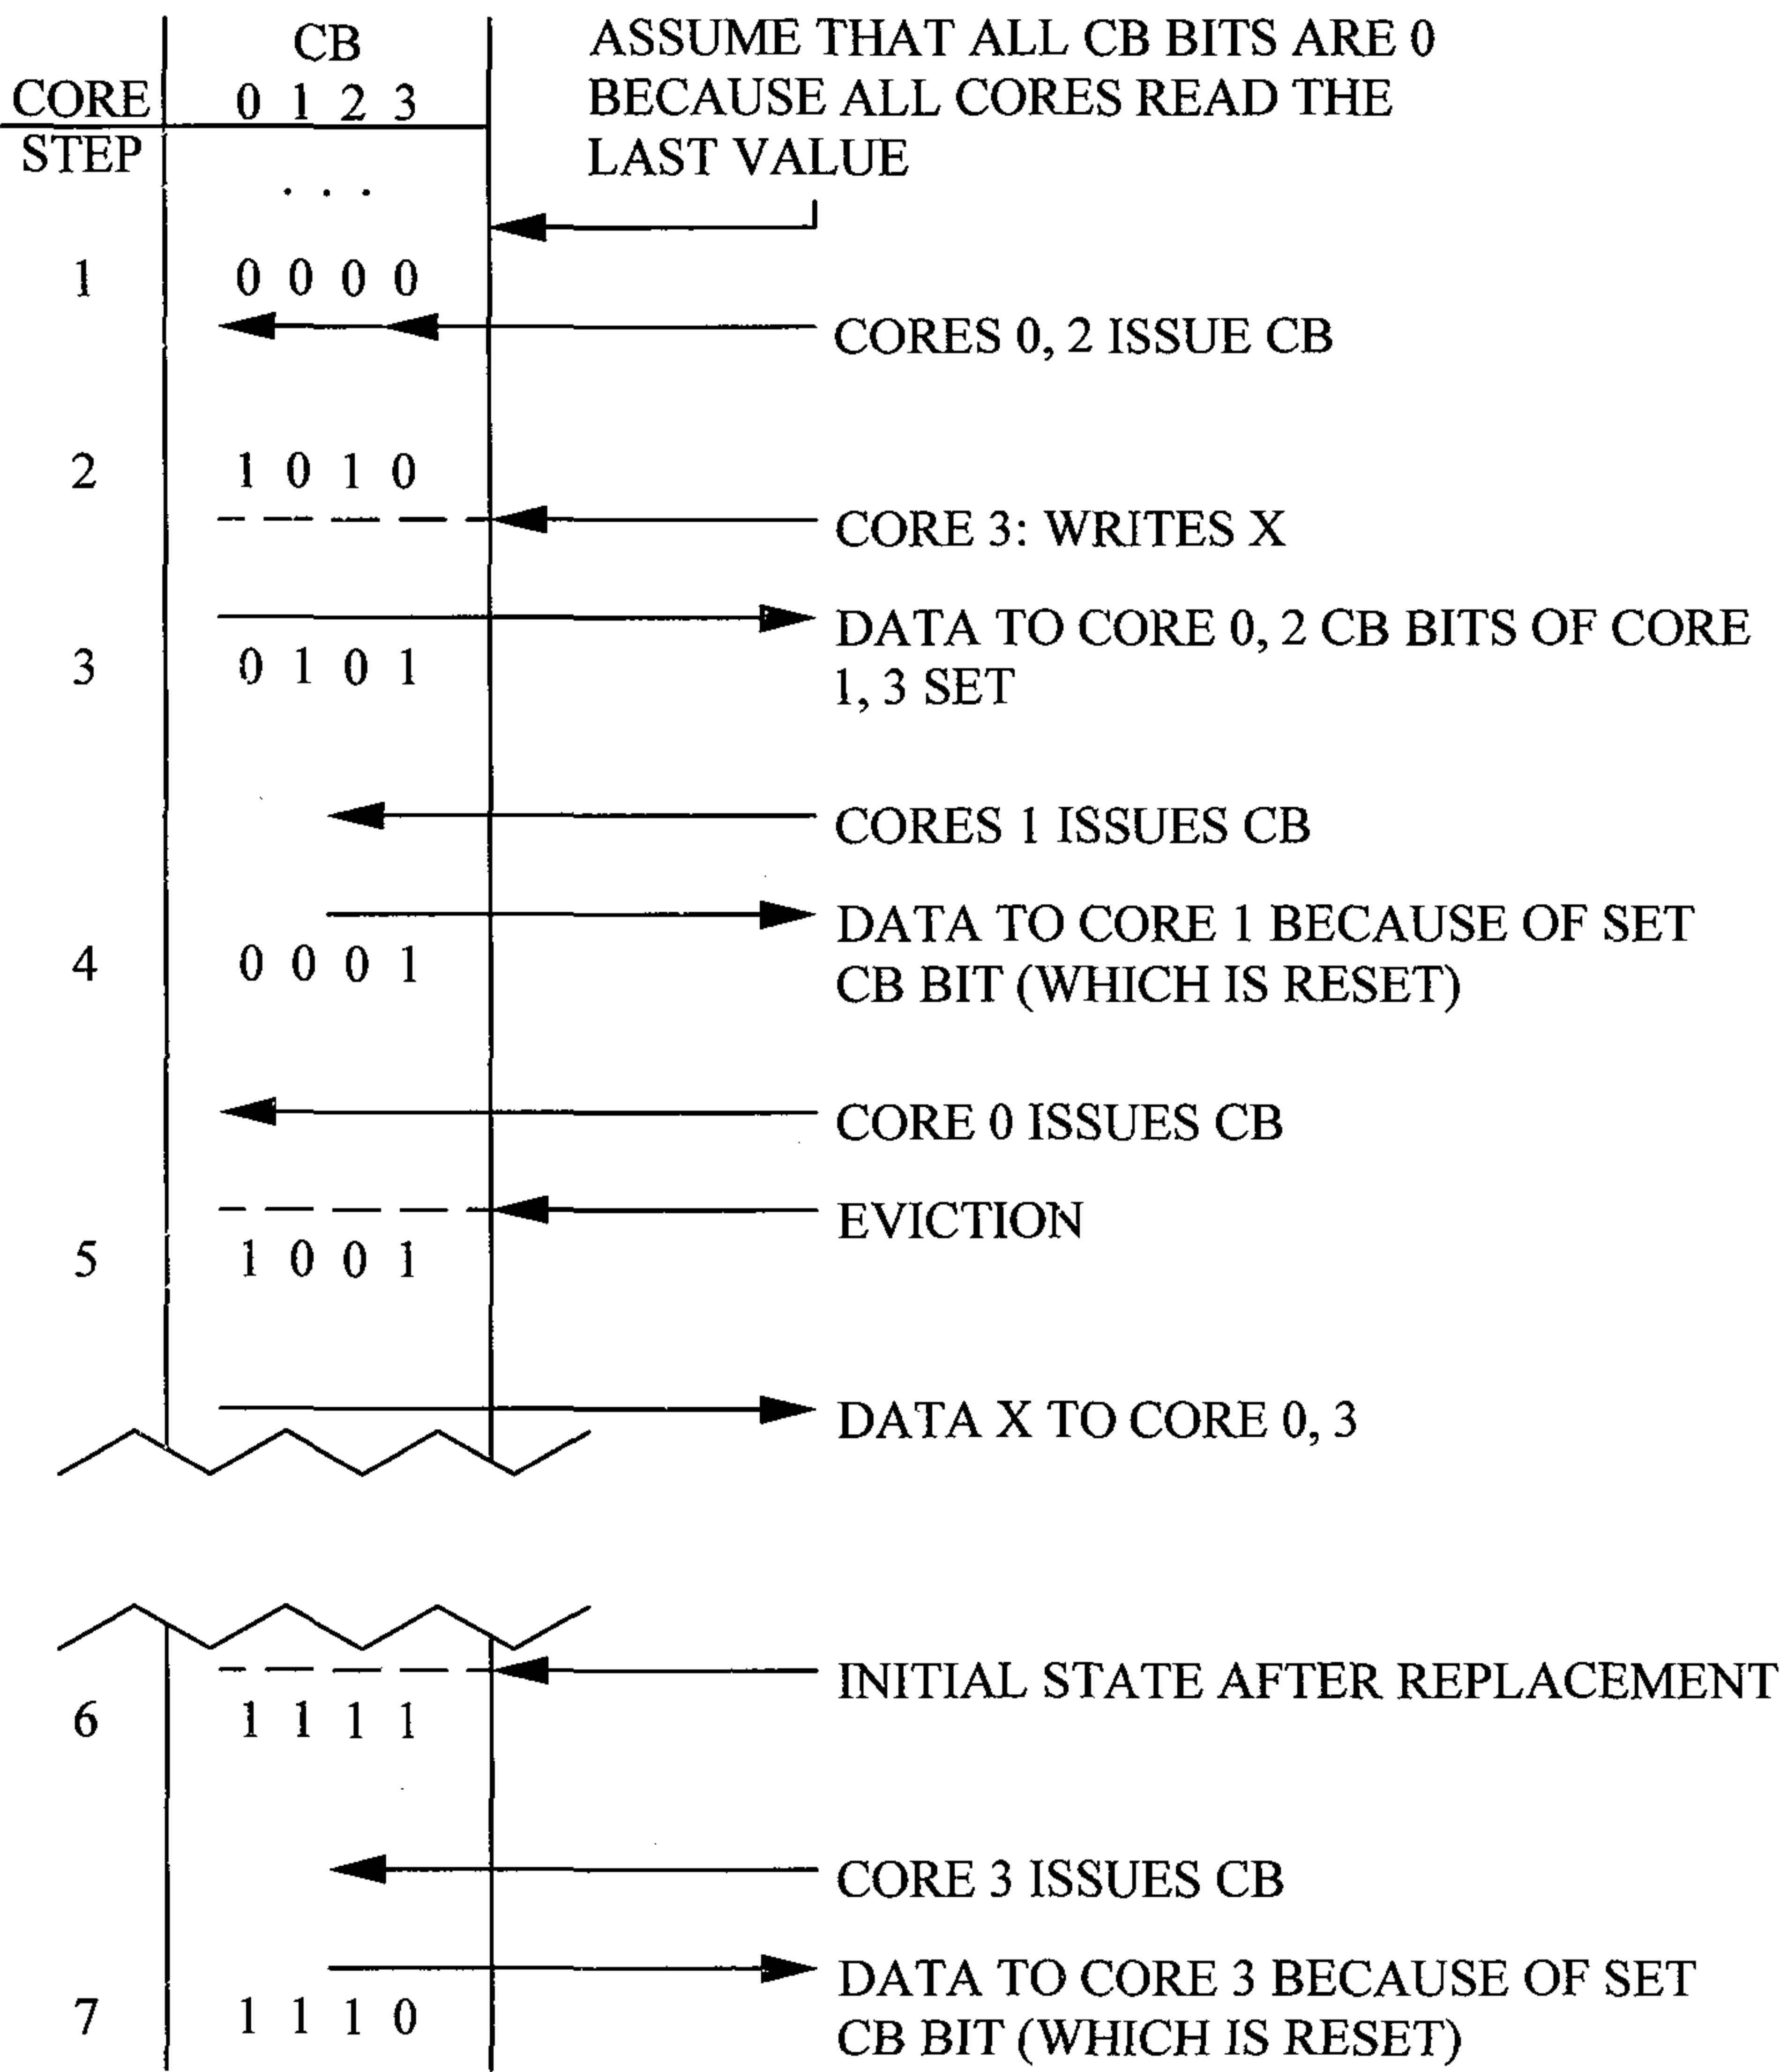 CB
CORE 0 1 2 3
STEP
. . .
ASSUME THAT ALL CB BITS ARE 0
BECAUSE ALL CORES READ THE
LAST VALUE
1 0 0 0 0
CORES 0, 2 ISSUE CB
2 1 0 1 0
CORE 3: WRITES X
DATA TO CORE 0, 2 CB BITS OF CORE
1, 3 SET
3 0 1 0 1
CORES 1 ISSUES CB
DATA TO CORE 1 BECAUSE OF SET
CB BIT (WHICH IS RESET)
4 0 0 0 1
CORE 0 ISSUES CB
EVICTION
5 1 0 0 1
DATA X TO CORE 0, 3
INITIAL STATE AFTER REPLACEMENT
6 1 1 1 1
CORE 3 ISSUES CB
DATA TO CORE 3 BECAUSE OF SET
CB BIT (WHICH IS RESET)
7 1 1 1 0